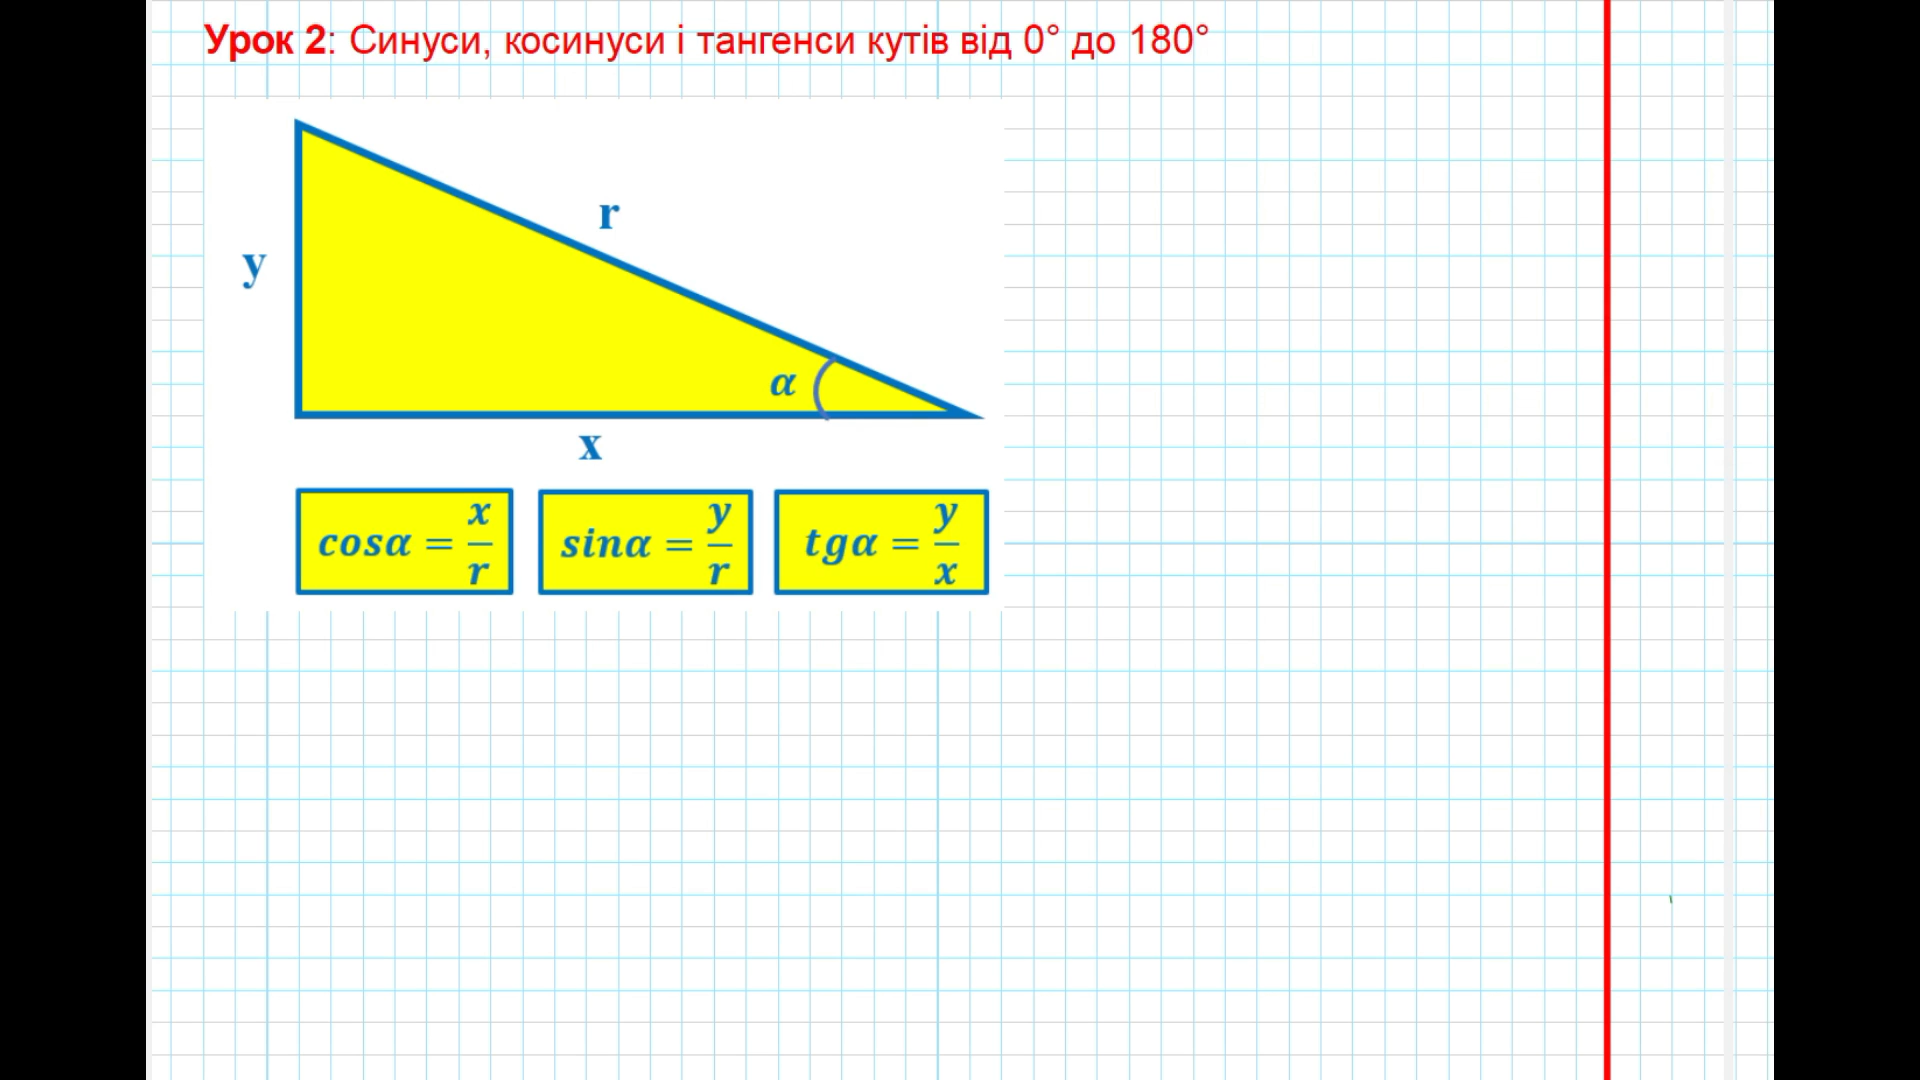 Урок 2: Синуси, косинуси і тангенси кутів від 0° до 180°
r
y
α
x
cosα = x/r
sinα = y/r
tgα = y/x